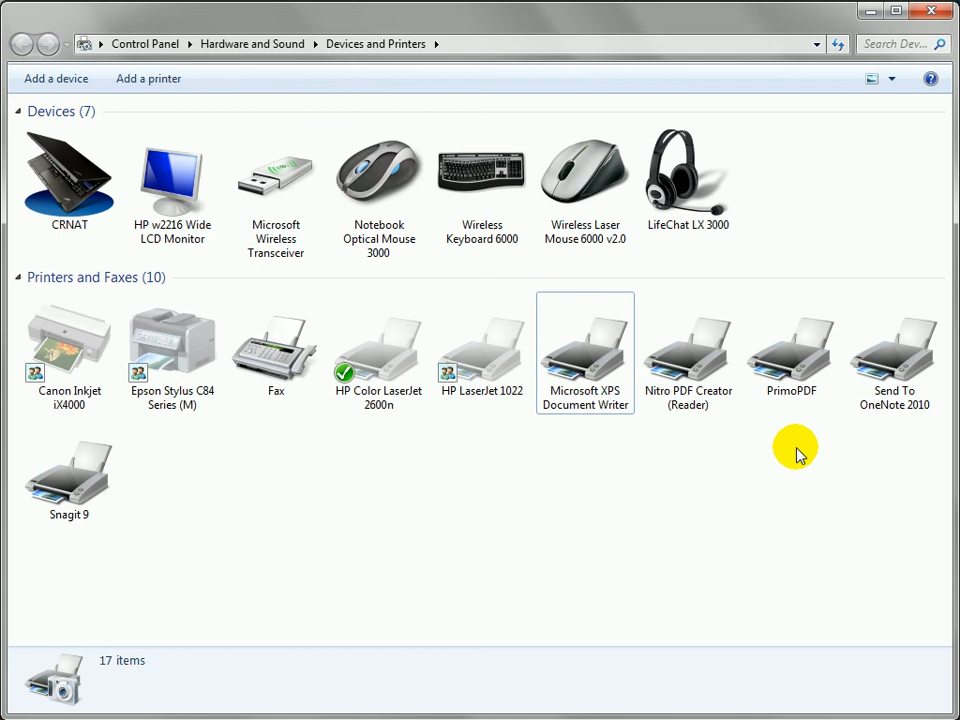 Control Panel Hardware and Sound Devices and Printers Search Dev...
Add a device Add a printer
Devices (7)
CRNAT
HP w2216 Wide
LCD Monitor
Microsoft
Wireless
Transceiver
Notebook
Optical Mouse
3000
Wireless
Keyboard 6000
Wireless Laser
Mouse 6000 v2.0
LifeChat LX 3000
Printers and Faxes (10)
Canon Inkjet
iX4000
Epson Stylus C84
Series (M)
Fax
HP Color LaserJet
2600n
HP LaserJet 1022
Microsoft XPS
Document Writer
Nitro PDF Creator
(Reader)
PrimoPDF
Send To
OneNote 2010
Snagit 9
17 items